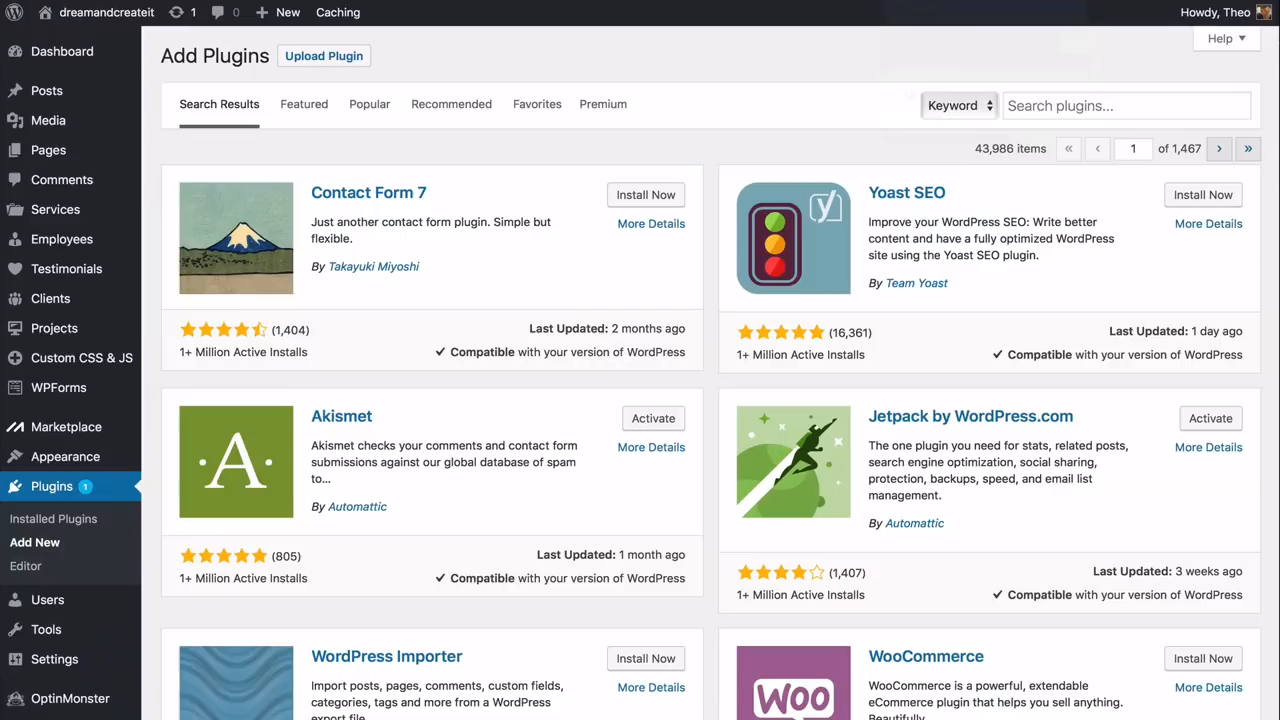 dreamandcreateit 1 0 New Caching Howdy, Theo
Help
Add Plugins Upload Plugin
Search Results Featured Popular Recommended Favorites Premium Keyword Search plugins...
43,986 items « ‹ 1 of 1,467 › »
Dashboard
Posts
Media
Pages
Comments
Services
Employees
Testimonials
Clients
Projects
Custom CSS & JS
WPForms
Marketplace
Appearance
Plugins 1
Installed Plugins
Add New
Editor
Users
Tools
Settings
OptinMonster
Contact Form 7
Install Now
More Details
Just another contact form plugin. Simple but
flexible.
By Takayuki Miyoshi
(1,404)
Last Updated: 2 months ago
1+ Million Active Installs
Compatible with your version of WordPress
Yoast SEO
Install Now
More Details
Improve your WordPress SEO: Write better
content and have a fully optimized WordPress
site using the Yoast SEO plugin.
By Team Yoast
(16,361)
Last Updated: 1 day ago
1+ Million Active Installs
Compatible with your version of WordPress
·A·
Akismet
Activate
More Details
Akismet checks your comments and contact form
submissions against our global database of spam
to...
By Automattic
(805)
Last Updated: 1 month ago
1+ Million Active Installs
Compatible with your version of WordPress
Jetpack by WordPress.com
Activate
More Details
The one plugin you need for stats, related posts,
search engine optimization, social sharing,
protection, backups, speed, and email list
management.
By Automattic
(1,407)
Last Updated: 3 weeks ago
1+ Million Active Installs
Compatible with your version of WordPress
WordPress Importer
Install Now
More Details
Import posts, pages, comments, custom fields,
categories, tags and more from a WordPress
export file.
Woo
WooCommerce
Install Now
More Details
WooCommerce is a powerful, extendable
eCommerce plugin that helps you sell anything.
Beautifully.